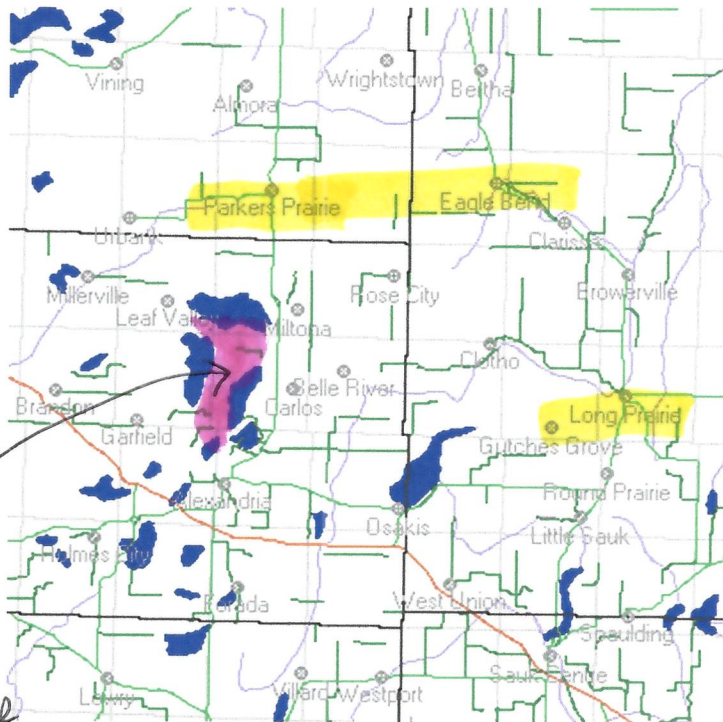 Vining
Wrightstown
Bertha
Almora
Parkers Prairie
Eagle Bend
Urbank
Clarissa
Millerville
Rose City
Browerville
Leaf Valley
Miltona
Clotho
Brandon
Belle River
Carlos
Long Prairie
Garfield
Gutches Grove
Alexandria
Round Prairie
Osakis
Little Sauk
Holmes City
Forada
West Union
Spaulding
Sauk Centre
Lowry
Villard
Westport